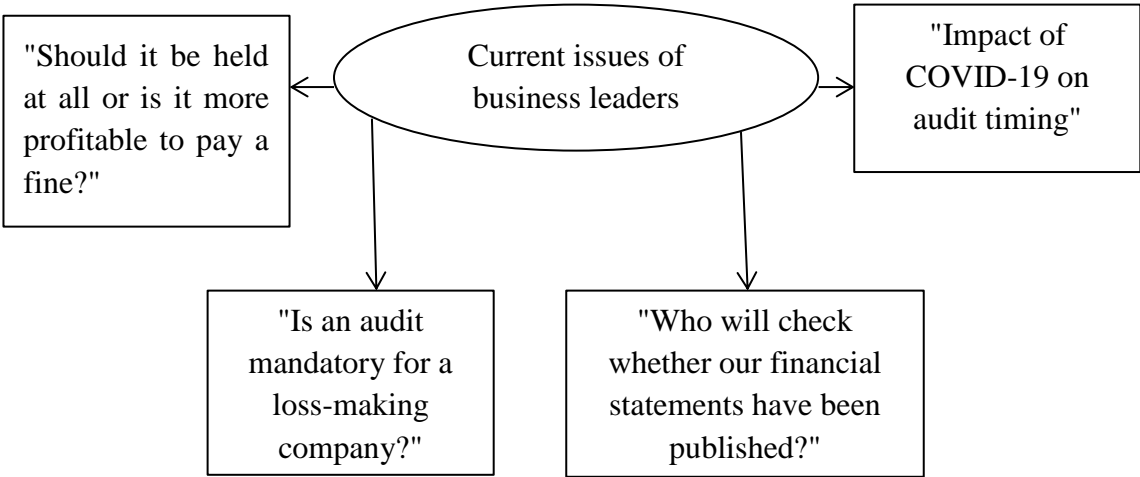 "Should it be held
at all or is it more
profitable to pay a
fine?"
Current issues of
business leaders
"Impact of
COVID-19 on
audit timing"
"Is an audit
mandatory for a
loss-making
company?"
"Who will check
whether our financial
statements have been
published?"